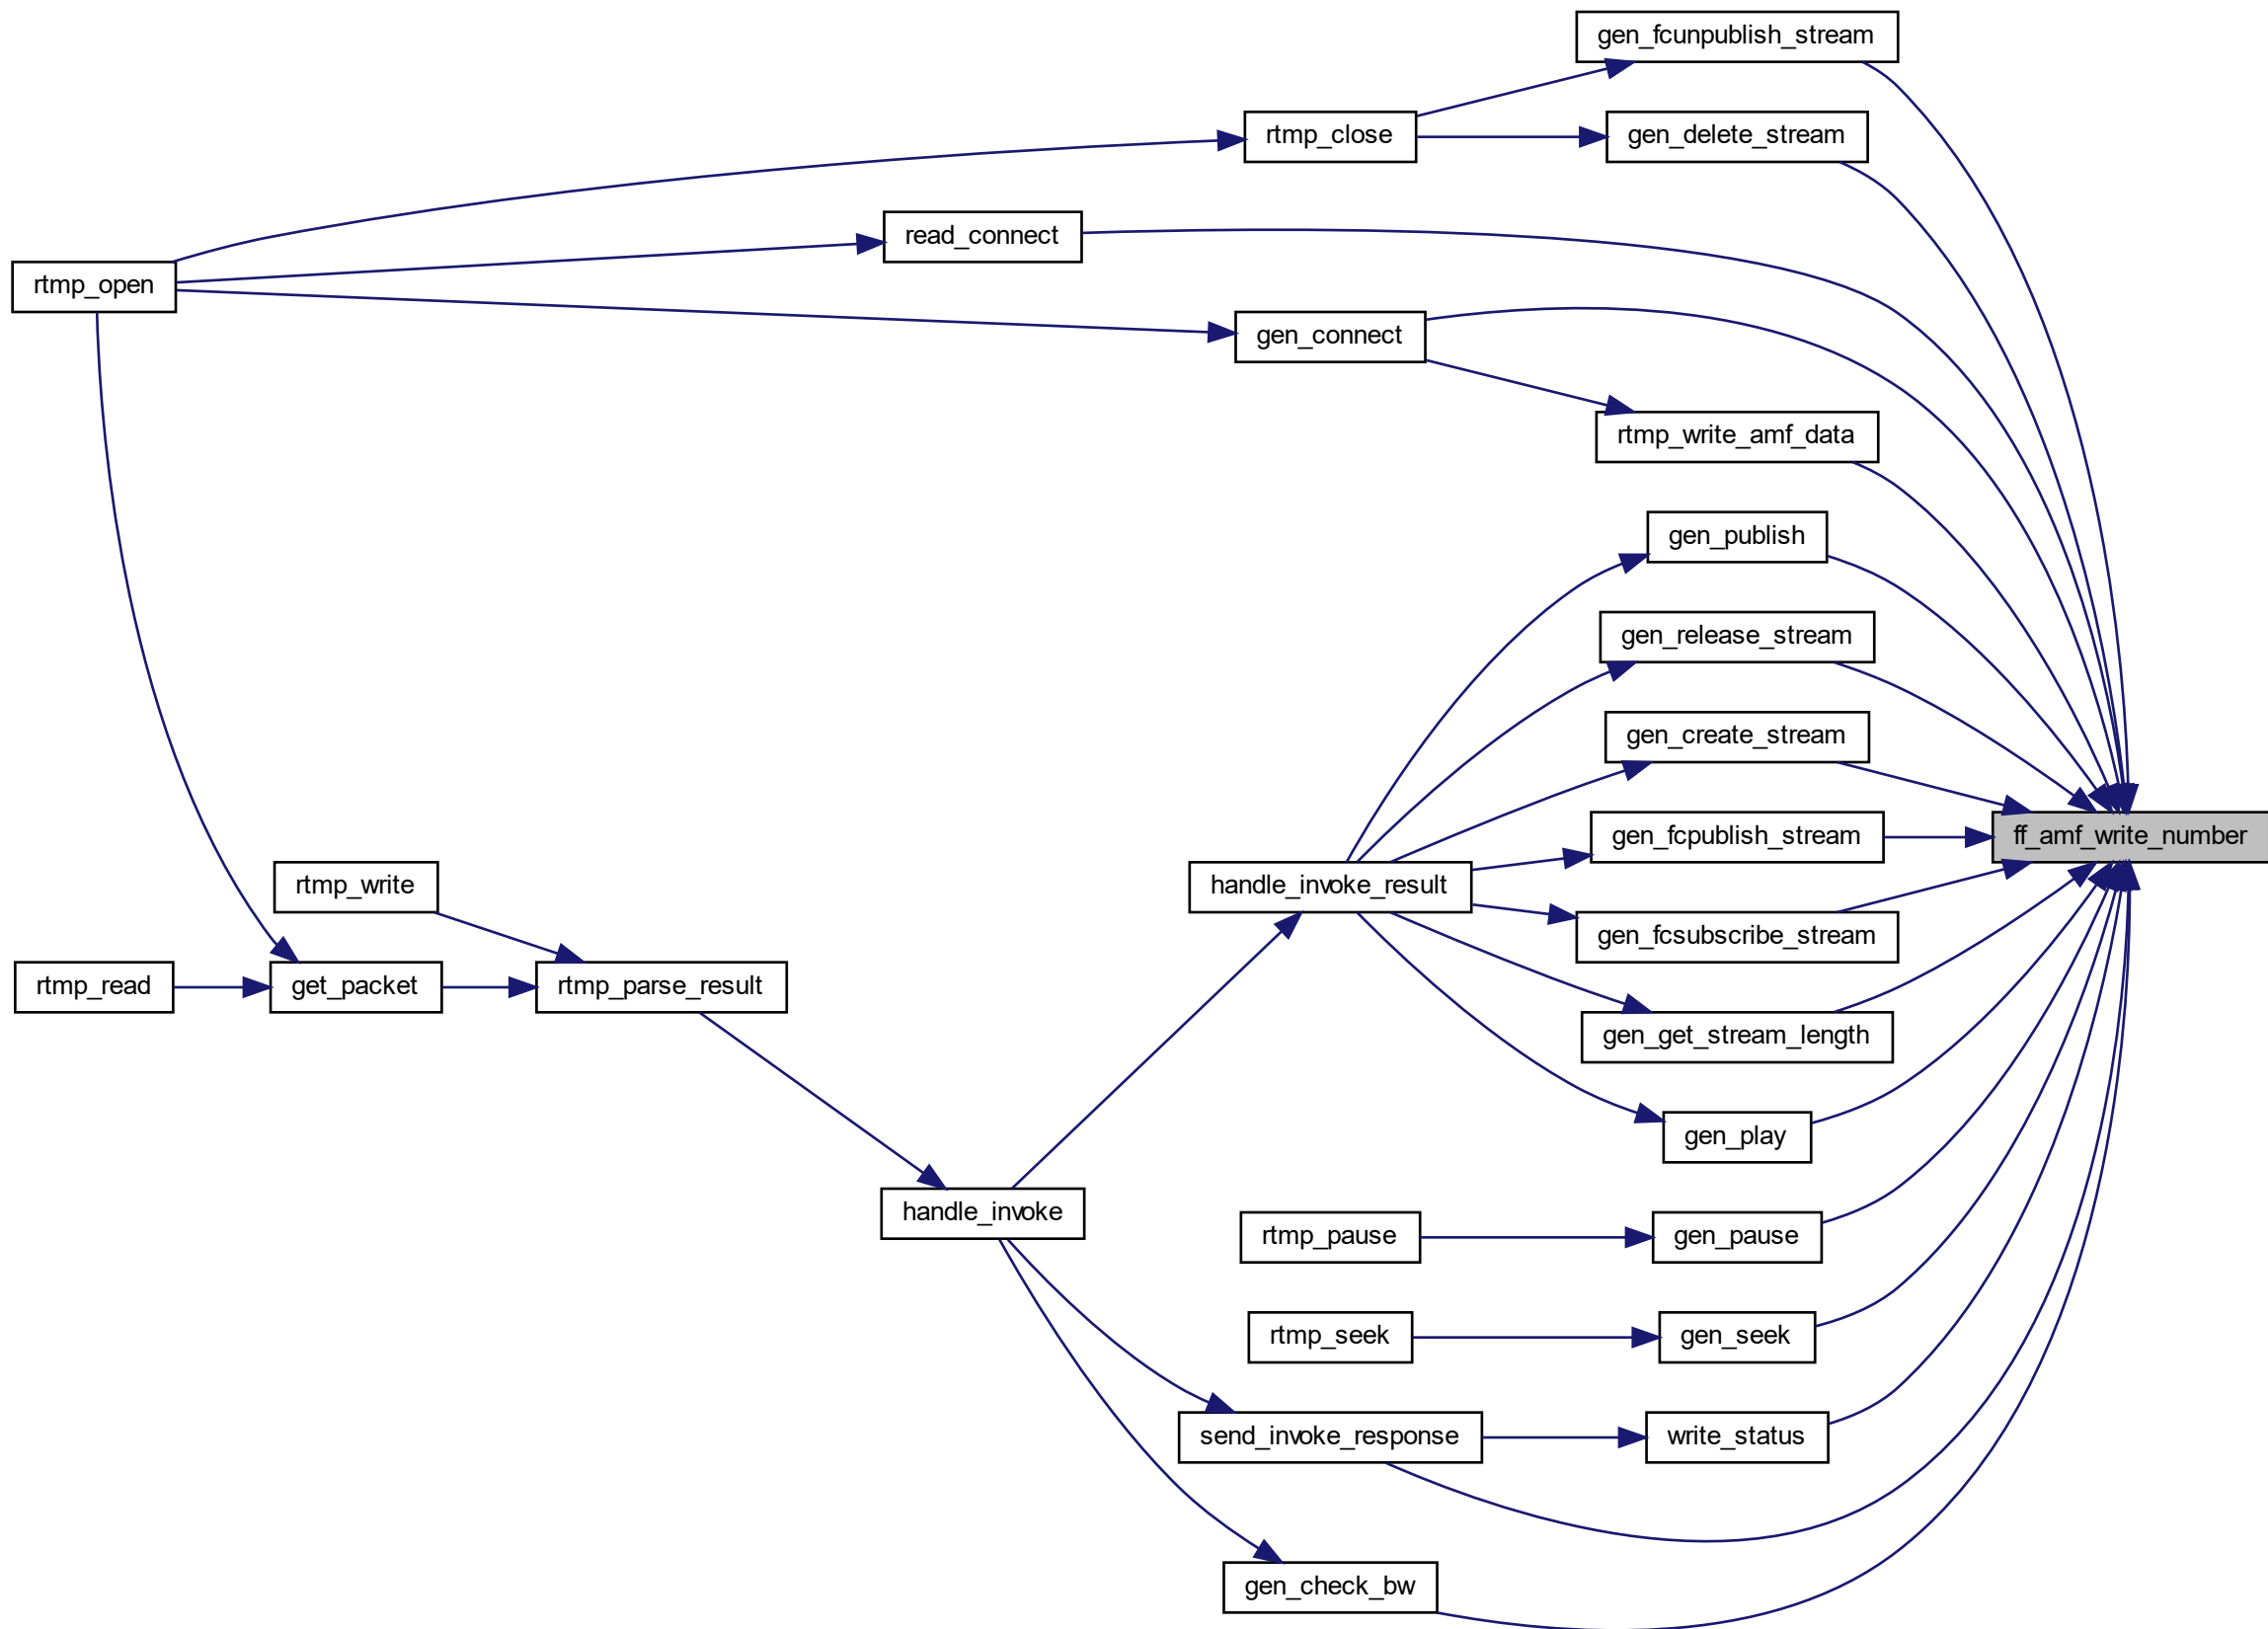 gen_fcunpublish_stream
rtmp_close
gen_delete_stream
read_connect
rtmp_open
gen_connect
rtmp_write_amf_data
gen_publish
gen_release_stream
gen_create_stream
gen_fcpublish_stream
ff_amf_write_number
rtmp_write
handle_invoke_result
gen_fcsubscribe_stream
rtmp_read
get_packet
rtmp_parse_result
gen_get_stream_length
gen_play
handle_invoke
rtmp_pause
gen_pause
rtmp_seek
gen_seek
send_invoke_response
write_status
gen_check_bw